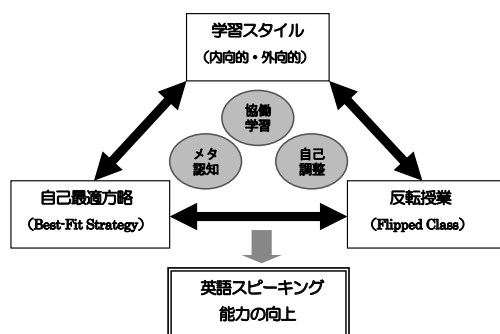 学習スタイル
（内向的・外向的）
協働
学習
メタ
認知
自己
調整
自己最適方略
（Best-Fit Strategy）
反転授業
（Flipped Class）
英語スピーキング
能力の向上